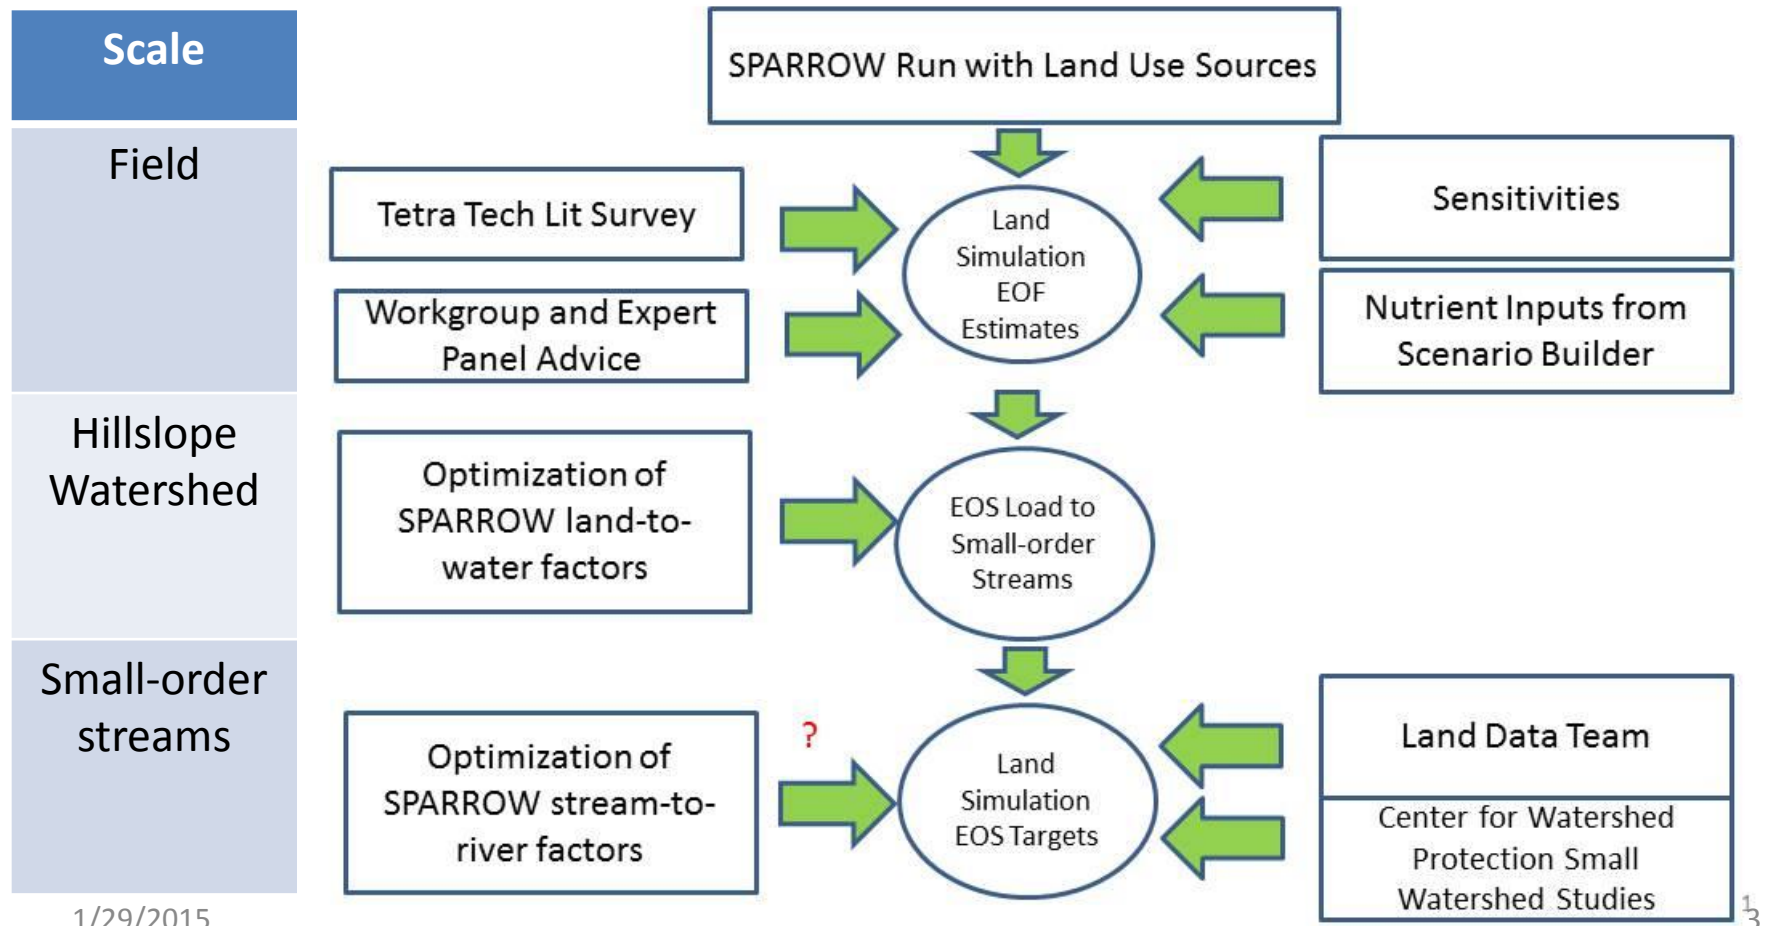 Scale
SPARROW Run with Land Use Sources
Field
Tetra Tech Lit Survey
Land
Simulation
EOF
Estimates
Sensitivities
Workgroup and Expert
Panel Advice
Nutrient Inputs from
Scenario Builder
Hillslope
Watershed
Optimization of
SPARROW land-to-
water factors
EOS Load to
Small-order
Streams
Small-order
streams
Optimization of
SPARROW stream-to-
river factors
?
Land
Simulation
EOS Targets
Land Data Team
Center for Watershed
Protection Small
Watershed Studies
1/29/2015
1
3